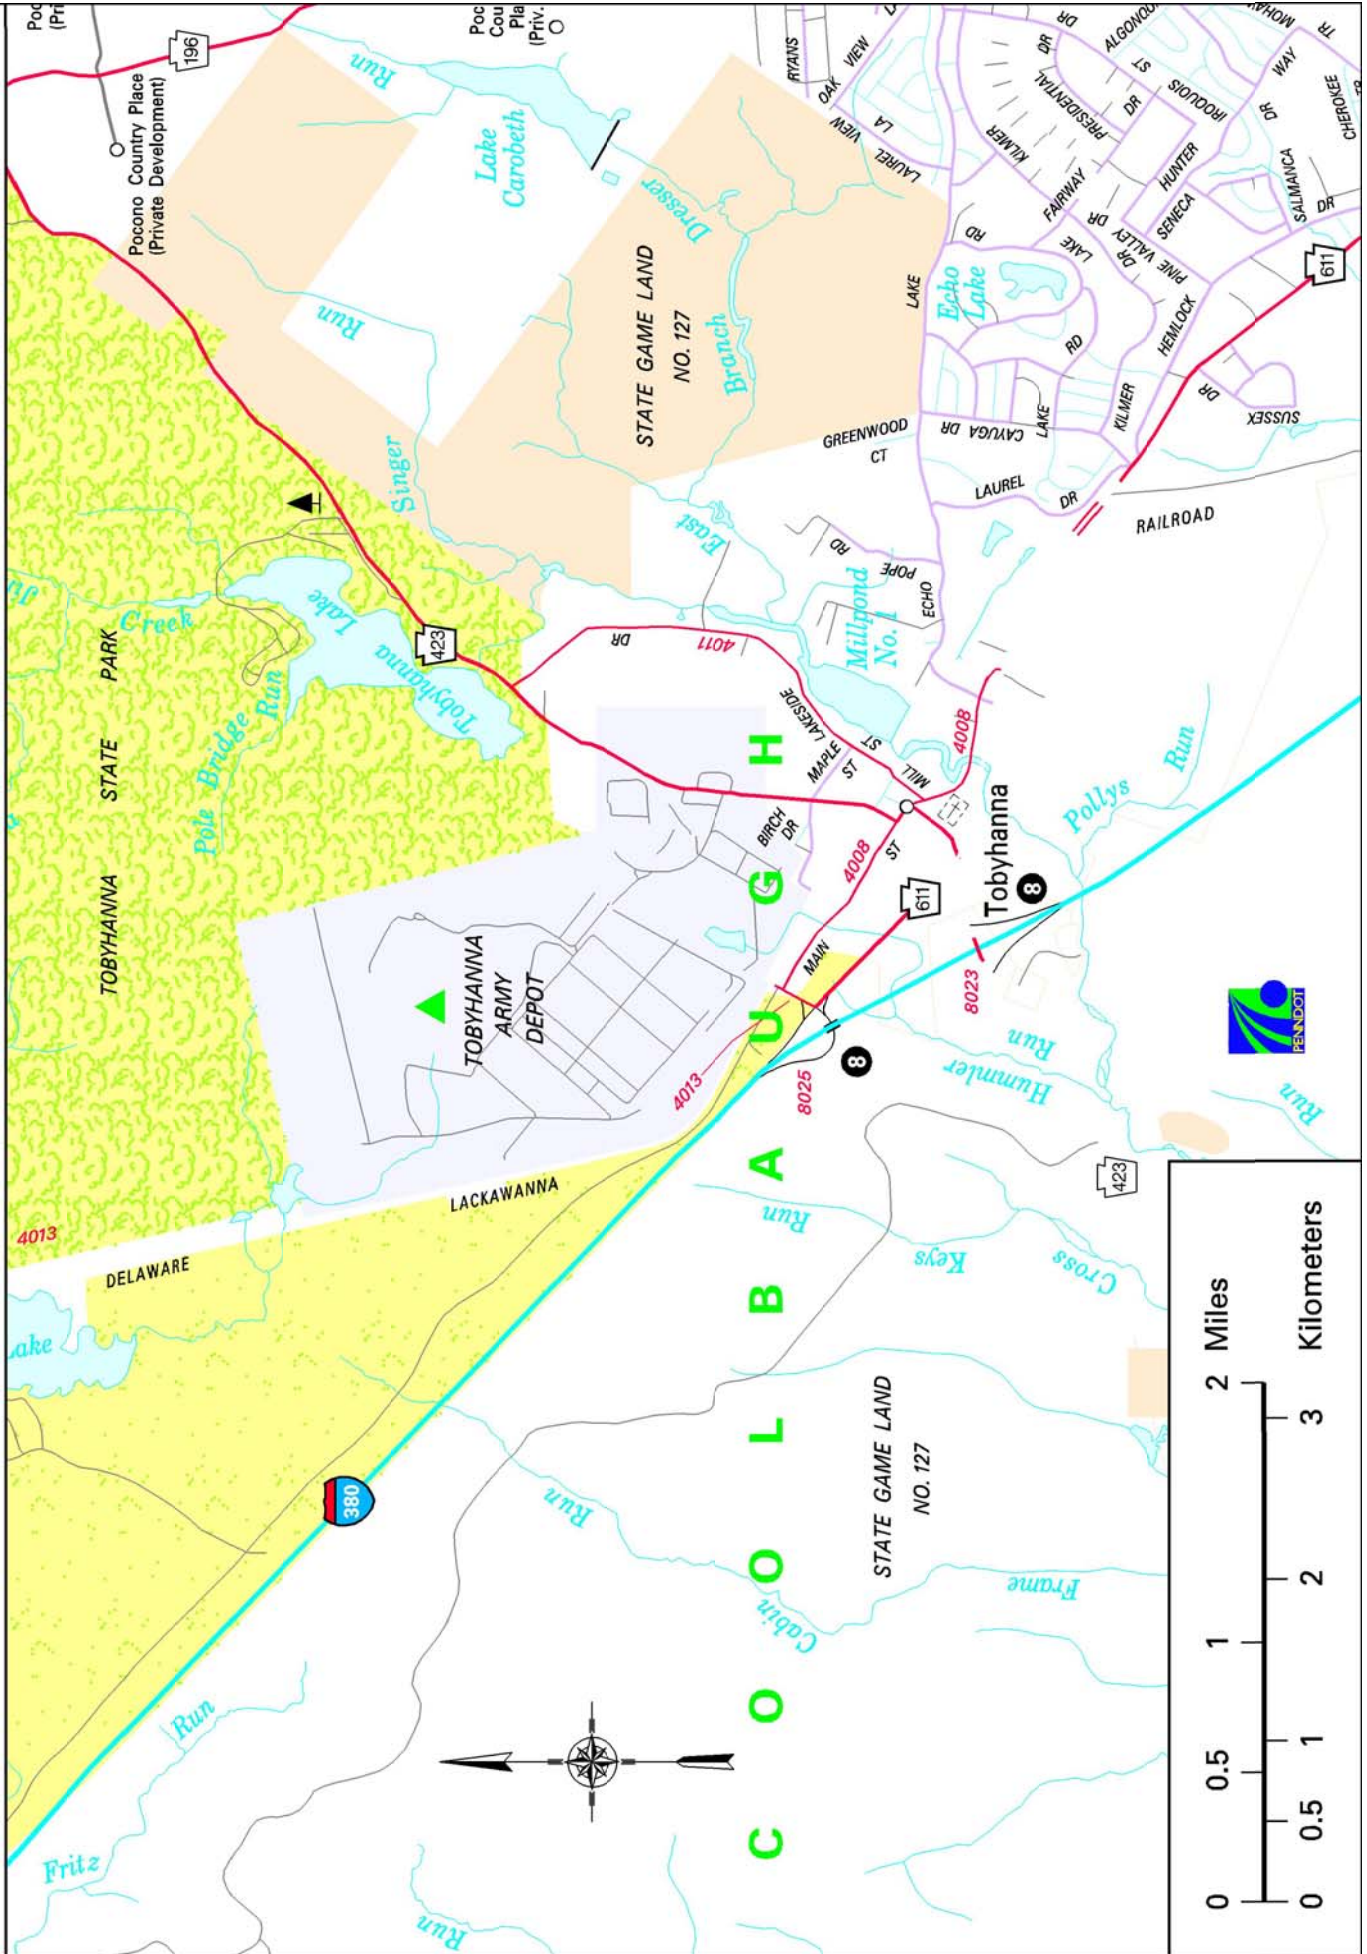 196
Pocono County Place
(Private Development)
Run
Lake
Carobeth
Dresser
Run
STATE GAME LAND
NO. 127
Branch
Singer
East
TOBYHANNA STATE PARK
Creek
Pole Bridge Run
Tobyhanna
Lake
423
4013
DELAWARE
LACKAWANNA
TOBYHANNA
ARMY
DEPOT
380
Fritz
Run
Run
COOLBAUGH
RYANS
OAK VIEW
LA
LAUREL VIEW
KILMER
PRESIDENTIAL
DR
DR
DR
ALGONQUIN
ST
IROQUOIS
MOHAWK
TR
WAY
DR
CHEROKEE
HUNTER
SENECA
SALMANCA
DR
FAIRWAY
DR
PINE VALLEY
DR
LAKE
RD
Echo
Lake
LAKE
RD
HEMLOCK
KILMER
611
GREENWOOD
CT
CAYUGA DR
LAKE
DR
SUSSEX
LAUREL
DR
RAILROAD
POPE
RD
ECHO
Millpond
No. 1
DR
4011
LAKESIDE
MAPLE
ST
MILL
ST
4008
BIRCH
DR
4008
ST
MAIN
611
Tobyhanna
8
Pollys
Run
8023
4013
8025
8
Hummler
Run
Run
423
Run
Keys
Cross
PENNDOT
Run
Cabin
STATE GAME LAND
NO. 127
Frame
0 0.5 1 2 Miles
0 0.5 1 2 3 Kilometers